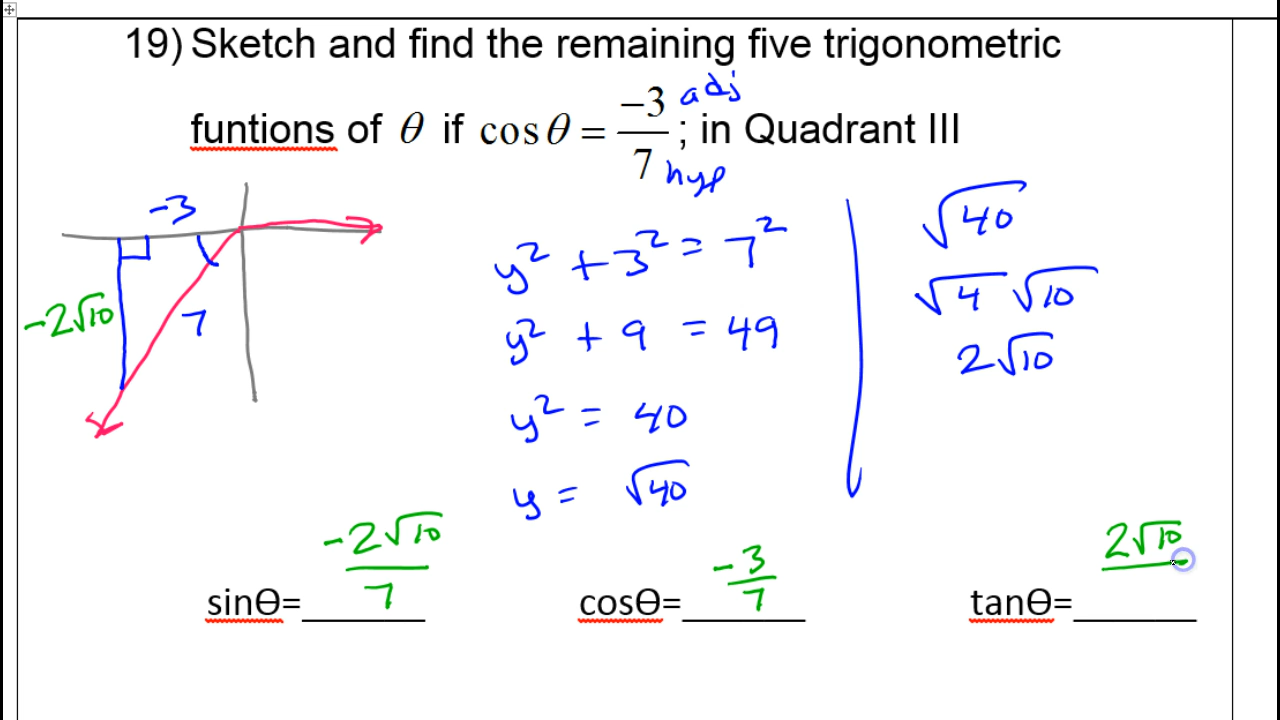 19) Sketch and find the remaining five trigonometric
funtions of θ if cos θ = −3/7 ; in Quadrant III
adj
hyp
-3
-2√10
7
y² + 3² = 7²
y² + 9 = 49
y² = 40
y = √40
√40
√4 √10
2√10
sinθ= -2√10/7
cosθ= -3/7
tanθ= 2√10